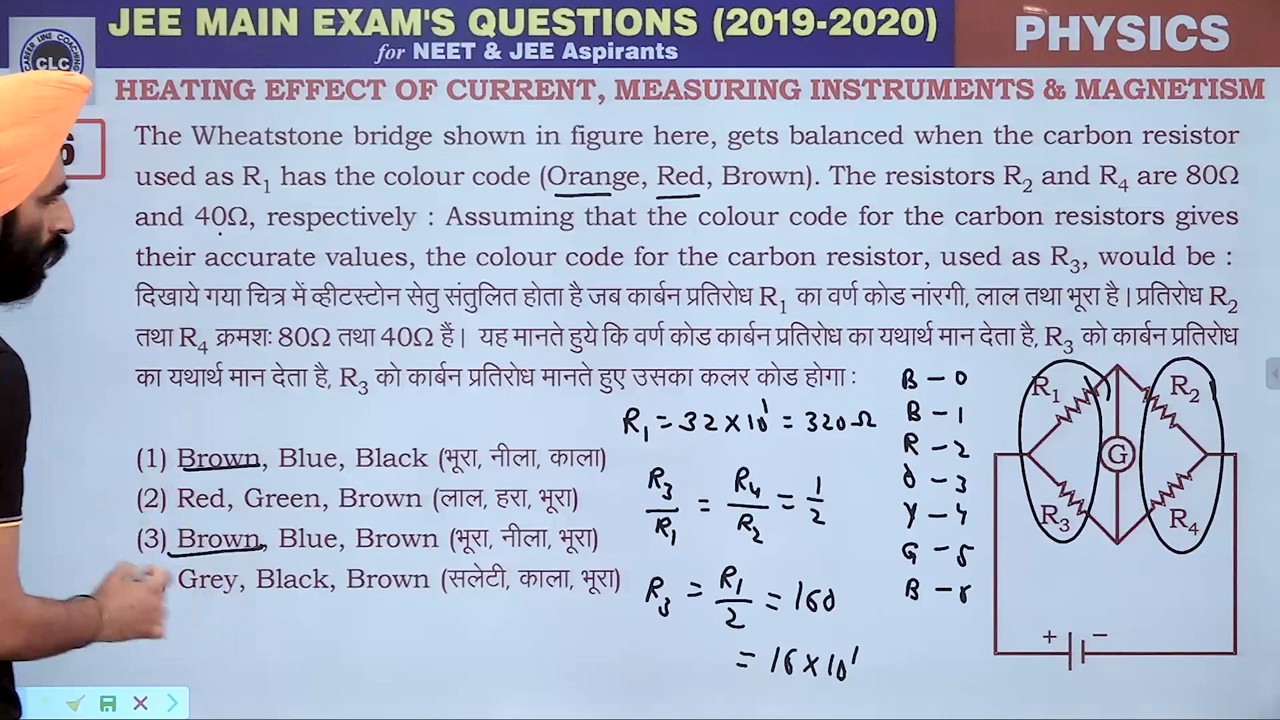 JEE MAIN EXAM'S QUESTIONS (2019-2020)
for NEET & JEE Aspirants
PHYSICS
CLC
HEATING EFFECT OF CURRENT, MEASURING INSTRUMENTS & MAGNETISM
6
The Wheatstone bridge shown in figure here, gets balanced when the carbon resistor
used as R₁ has the colour code (Orange, Red, Brown). The resistors R₂ and R₄ are 80Ω
and 40Ω, respectively : Assuming that the colour code for the carbon resistors gives
their accurate values, the colour code for the carbon resistor, used as R₃, would be :
दिखाये गया चित्र में व्हीटस्टोन सेतु संतुलित होता है जब कार्बन प्रतिरोध R₁ का वर्ण कोड नांरगी, लाल तथा भूरा है। प्रतिरोध R₂
तथा R₄ क्रमशः 80Ω तथा 40Ω हैं। यह मानते हुये कि वर्ण कोड कार्बन प्रतिरोध का यथार्थ मान देता है, R₃ को कार्बन प्रतिरोध
का यथार्थ मान देता है, R₃ को कार्बन प्रतिरोध मानते हुए उसका कलर कोड होगा :
(1) Brown, Blue, Black (भूरा, नीला, काला)
(2) Red, Green, Brown (लाल, हरा, भूरा)
(3) Brown, Blue, Brown (भूरा, नीला, भूरा)
Grey, Black, Brown (सलेटी, काला, भूरा)
R₁ = 32 × 10¹ = 320 Ω
R₃/R₁ = R₄/R₂ = 1/2
R₃ = R₁/2 = 160
= 16 × 10¹
B - 0
B - 1
R - 2
O - 3
Y - 4
G - 5
B - 6
R₁ R₂
G
R₃ R₄
+ −